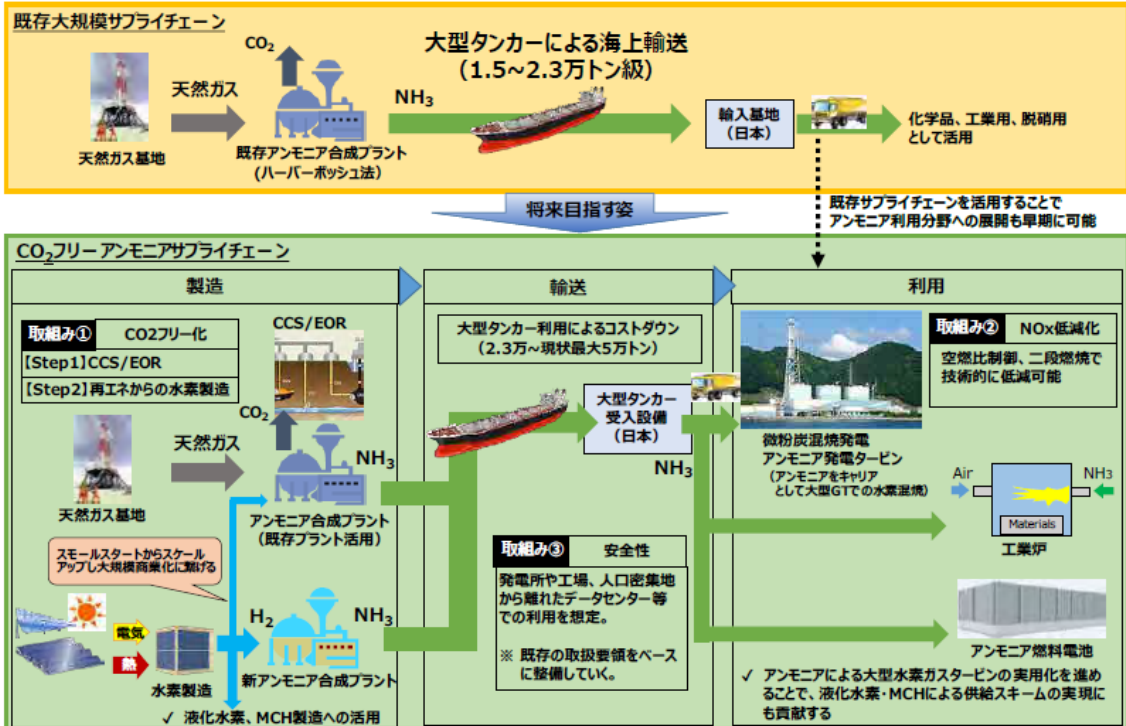 既存大規模サプライチェーン
CO2
大型タンカーによる海上輸送
(1.5~2.3万トン級)
天然ガス
NH3
輸入基地
(日本)
化学品、工業用、脱硝用
として活用
天然ガス基地
既存アンモニア合成プラント
(ハーバーボッシュ法)
将来目指す姿
既存サプライチェーンを活用することで
アンモニア利用分野への展開も早期に可能
CO2フリーアンモニアサプライチェーン
製造
輸送
利用
取組み① CO2フリー化
【Step1】CCS/EOR
【Step2】再エネからの水素製造
CCS/EOR
CO2
天然ガス
NH3
天然ガス基地
アンモニア合成プラント
(既存プラント活用)
スモールスタートからスケール
アップし大規模商業化に繋げる
電気
熱
H2
NH3
水素製造
新アンモニア合成プラント
✓ 液化水素、MCH製造への活用
大型タンカー利用によるコストダウン
(2.3万~現状最大5万トン)
大型タンカー
受入設備
(日本)
NH3
取組み③ 安全性
発電所や工場、人口密集地
から離れたデータセンター等
での利用を想定。
※ 既存の取扱要領をベース
に整備していく。
取組み② NOx低減化
空燃比制御、二段燃焼で
技術的に低減可能
微粉炭混焼発電
アンモニア発電タービン
(アンモニアをキャリア
として大型GTでの水素混焼)
Air
NH3
Materials
工業炉
アンモニア燃料電池
✓ アンモニアによる大型水素ガスタービンの実用化を進め
ることで、液化水素・MCHによる供給スキームの実現に
も貢献する